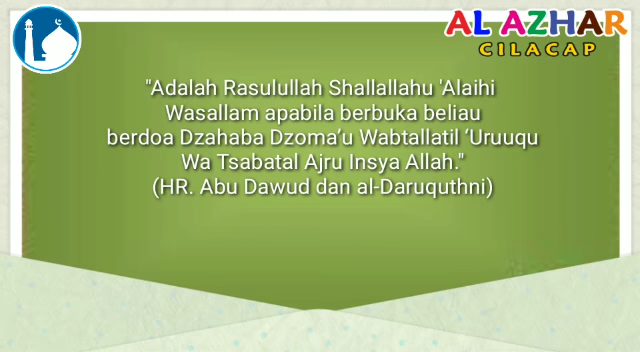 AL AZHAR
CILACAP
"Adalah Rasulullah Shallallahu 'Alaihi
Wasallam apabila berbuka beliau
berdoa Dzahaba Dzoma’u Wabtallatil ‘Uruuqu
Wa Tsabatal Ajru Insya Allah."
(HR. Abu Dawud dan al-Daruquthni)